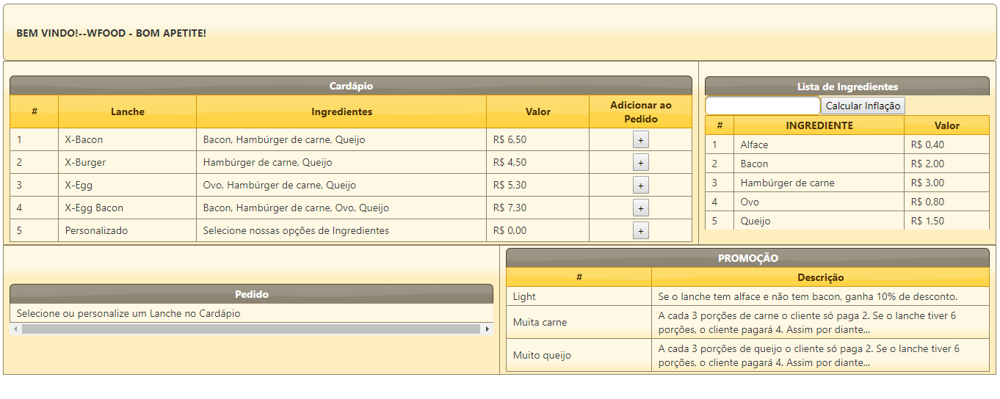 BEM VINDO!--WFOOD - BOM APETITE!
Cardápio
# Lanche Ingredientes Valor Adicionar ao Pedido
1 X-Bacon Bacon, Hambúrger de carne, Queijo R$ 6,50 +
2 X-Burger Hambúrger de carne, Queijo R$ 4,50 +
3 X-Egg Ovo, Hambúrger de carne, Queijo R$ 5,30 +
4 X-Egg Bacon Bacon, Hambúrger de carne, Ovo, Queijo R$ 7,30 +
5 Personalizado Selecione nossas opções de Ingredientes R$ 0,00 +
Lista de Ingredientes
Calcular Inflação
# INGREDIENTE Valor
1 Alface R$ 0,40
2 Bacon R$ 2,00
3 Hambúrger de carne R$ 3,00
4 Ovo R$ 0,80
5 Queijo R$ 1,50
Pedido
Selecione ou personalize um Lanche no Cardápio
PROMOÇÃO
# Descrição
Light Se o lanche tem alface e não tem bacon, ganha 10% de desconto.
Muita carne A cada 3 porções de carne o cliente só paga 2. Se o lanche tiver 6
porções, o cliente pagará 4. Assim por diante...
Muito queijo A cada 3 porções de queijo o cliente só paga 2. Se o lanche tiver 6
porções, o cliente pagará 4. Assim por diante...